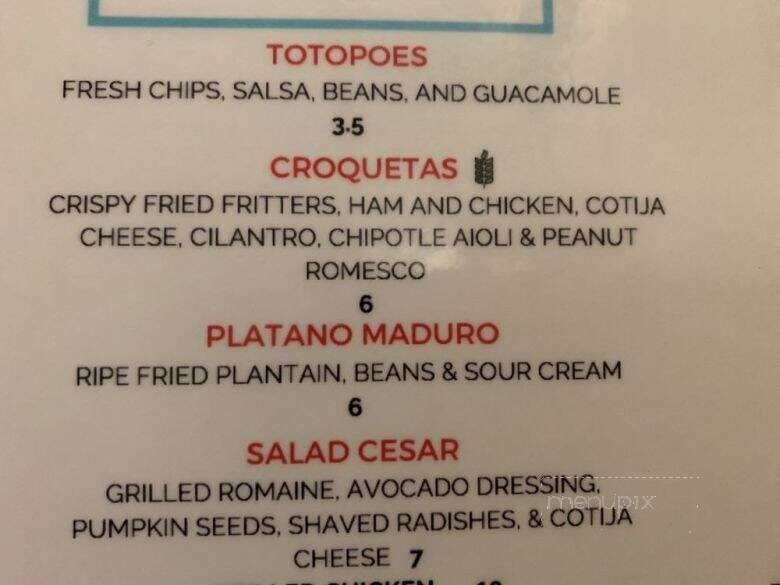 TOTOPOES
FRESH CHIPS, SALSA, BEANS, AND GUACAMOLE
3.5
CROQUETAS
CRISPY FRIED FRITTERS, HAM AND CHICKEN, COTIJA
CHEESE, CILANTRO, CHIPOTLE AIOLI & PEANUT
ROMESCO
6
PLATANO MADURO
RIPE FRIED PLANTAIN, BEANS & SOUR CREAM
6
SALAD CESAR
GRILLED ROMAINE, AVOCADO DRESSING,
menupix
PUMPKIN SEEDS, SHAVED RADISHES, & COTIJA
CHEESE 7
CHICKEN